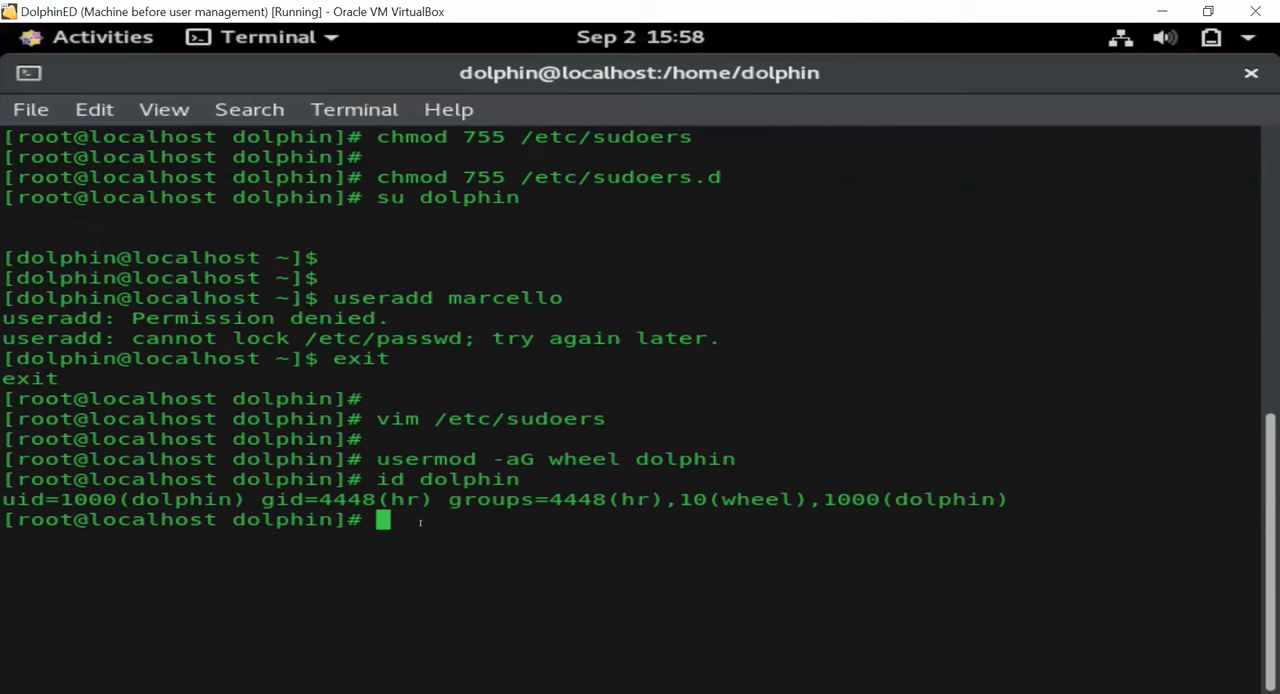 DolphinED (Machine before user management) [Running] - Oracle VM VirtualBox
Activities Terminal Sep 2 15:58
dolphin@localhost:/home/dolphin
File Edit View Search Terminal Help
[root@localhost dolphin]# chmod 755 /etc/sudoers
[root@localhost dolphin]#
[root@localhost dolphin]# chmod 755 /etc/sudoers.d
[root@localhost dolphin]# su dolphin
[dolphin@localhost ~]$
[dolphin@localhost ~]$
[dolphin@localhost ~]$ useradd marcello
useradd: Permission denied.
useradd: cannot lock /etc/passwd; try again later.
[dolphin@localhost ~]$ exit
exit
[root@localhost dolphin]#
[root@localhost dolphin]# vim /etc/sudoers
[root@localhost dolphin]#
[root@localhost dolphin]# usermod -aG wheel dolphin
[root@localhost dolphin]# id dolphin
uid=1000(dolphin) gid=4448(hr) groups=4448(hr),10(wheel),1000(dolphin)
[root@localhost dolphin]#